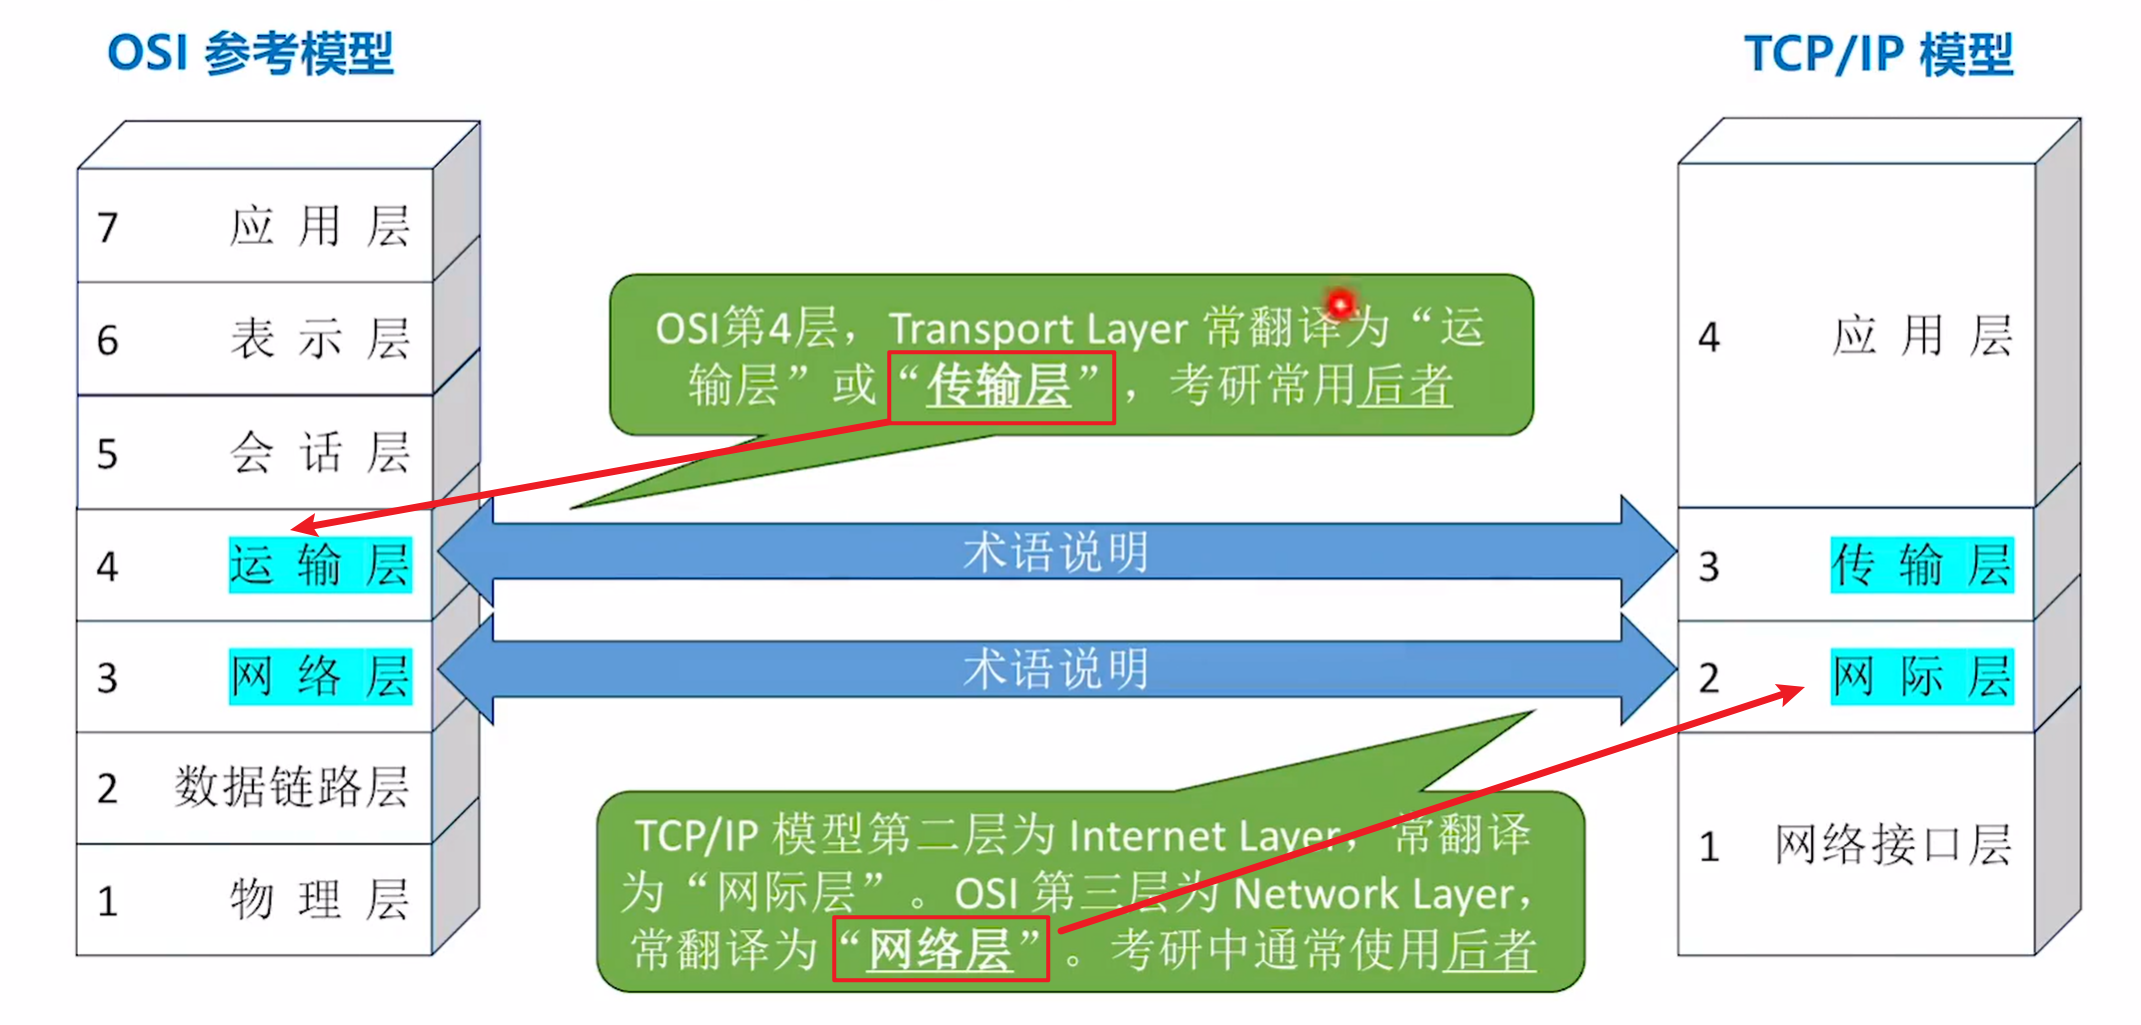 OSI 参考模型
7 应用层
6 表示层
5 会话层
4 运输层
3 网络层
2 数据链路层
1 物理层
OSI第4层，Transport Layer 常翻译为“运
输层”或“传输层”，考研常用后者
术语说明
术语说明
TCP/IP 模型第二层为 Internet Layer，常翻译
为“网际层”。OSI 第三层为 Network Layer，
常翻译为“网络层”。考研中通常使用后者
TCP/IP 模型
4 应用层
3 传输层
2 网际层
1 网络接口层